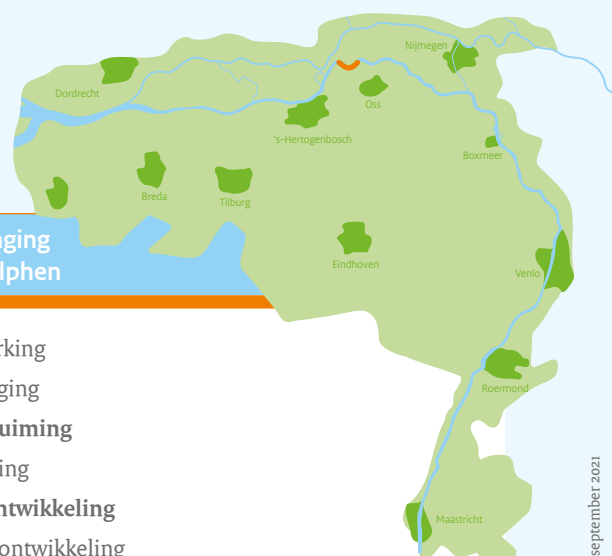 Nijmegen
Dordrecht
Oss
's-Hertogenbosch
Boxmeer
Breda
Tilburg
Eindhoven
Venlo
Roermond
Maastricht
ging
lphen
rking
ging
uiming
ing
ntwikkeling
ontwikkeling
september 2021